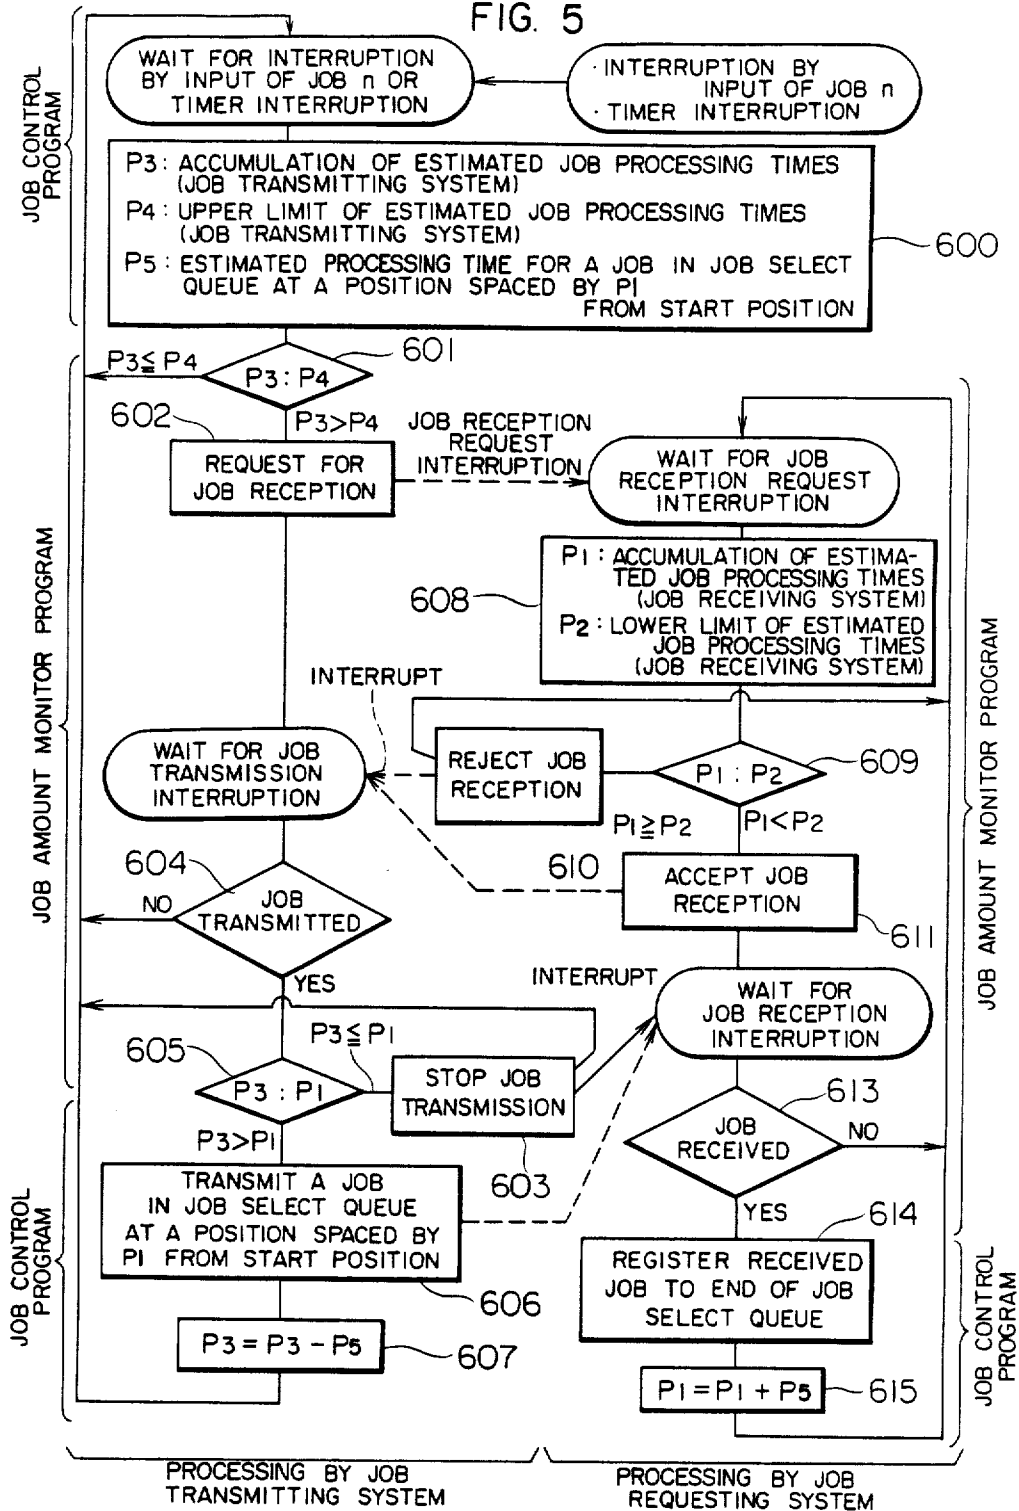 FIG. 5
WAIT FOR INTERRUPTION
BY INPUT OF JOB n OR
TIMER INTERRUPTION
· INTERRUPTION BY
INPUT OF JOB n
· TIMER INTERRUPTION
JOB CONTROL
PROGRAM
P3 : ACCUMULATION OF ESTIMATED JOB PROCESSING TIMES
(JOB TRANSMITTING SYSTEM)
P4 : UPPER LIMIT OF ESTIMATED JOB PROCESSING TIMES
(JOB TRANSMITTING SYSTEM)
P5 : ESTIMATED PROCESSING TIME FOR A JOB IN JOB SELECT
QUEUE AT A POSITION SPACED BY P1
FROM START POSITION
600
P3≦P4
P3 : P4
601
P3>P4
602
REQUEST FOR
JOB RECEPTION
JOB RECEPTION
REQUEST
INTERRUPTION
WAIT FOR JOB
RECEPTION REQUEST
INTERRUPTION
P1 : ACCUMULATION OF ESTIMA-
TED JOB PROCESSING TIMES
(JOB RECEIVING SYSTEM)
P2 : LOWER LIMIT OF ESTIMATED
JOB PROCESSING TIMES
(JOB RECEIVING SYSTEM)
608
JOB AMOUNT MONITOR PROGRAM
INTERRUPT
WAIT FOR JOB
TRANSMISSION
INTERRUPTION
REJECT JOB
RECEPTION
P1 : P2
609
P1≧P2
P1<P2
610
ACCEPT JOB
RECEPTION
611
604
JOB
TRANSMITTED
NO
YES
JOB AMOUNT MONITOR PROGRAM
INTERRUPT
WAIT FOR
JOB RECEPTION
INTERRUPTION
605
P3≦P1
P3 : P1
STOP JOB
TRANSMISSION
603
P3>P1
613
JOB
RECEIVED
NO
YES
TRANSMIT A JOB
IN JOB SELECT QUEUE
AT A POSITION SPACED BY
P1 FROM START POSITION
606
614
REGISTER RECEIVED
JOB TO END OF JOB
SELECT QUEUE
JOB CONTROL
PROGRAM
P3 = P3 - P5
607
P1 = P1 + P5
615
JOB CONTROL
PROGRAM
PROCESSING BY JOB
TRANSMITTING SYSTEM
PROCESSING BY JOB
REQUESTING SYSTEM